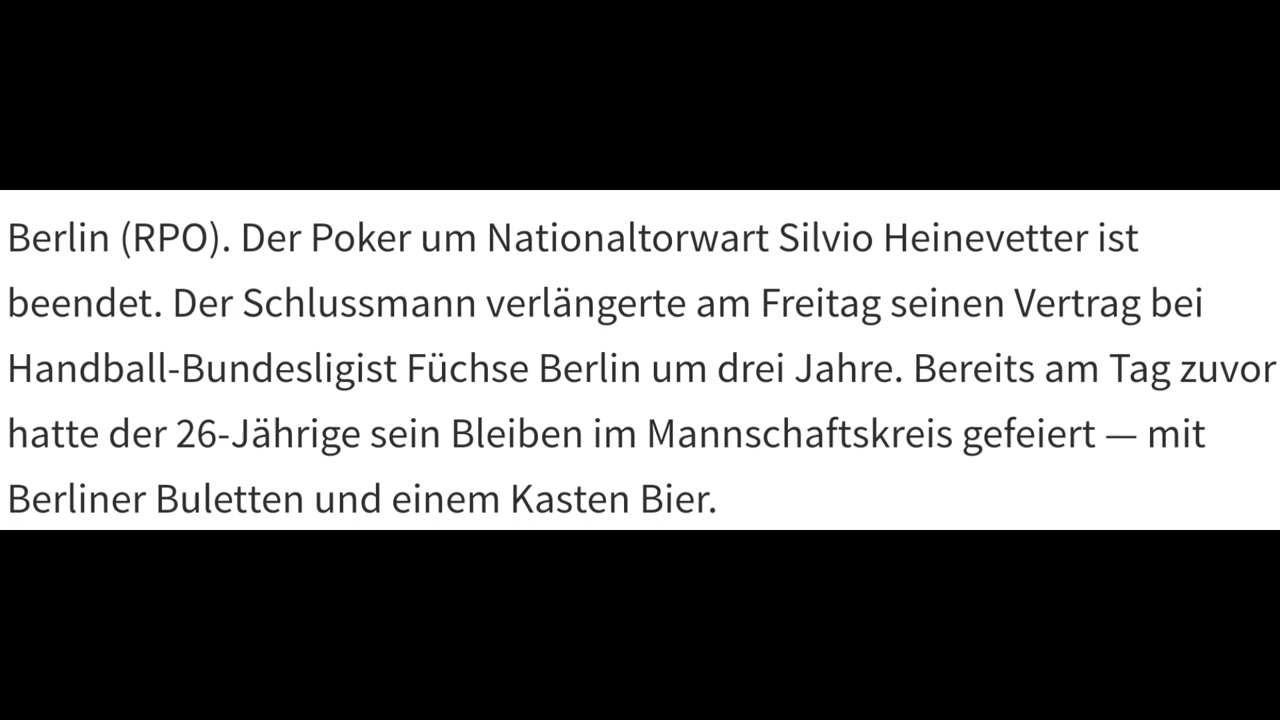 Berlin (RPO). Der Poker um Nationaltorwart Silvio Heinevetter ist
beendet. Der Schlussmann verlängerte am Freitag seinen Vertrag bei
Handball-Bundesligist Füchse Berlin um drei Jahre. Bereits am Tag zuvor
hatte der 26-Jährige sein Bleiben im Mannschaftskreis gefeiert — mit
Berliner Buletten und einem Kasten Bier.